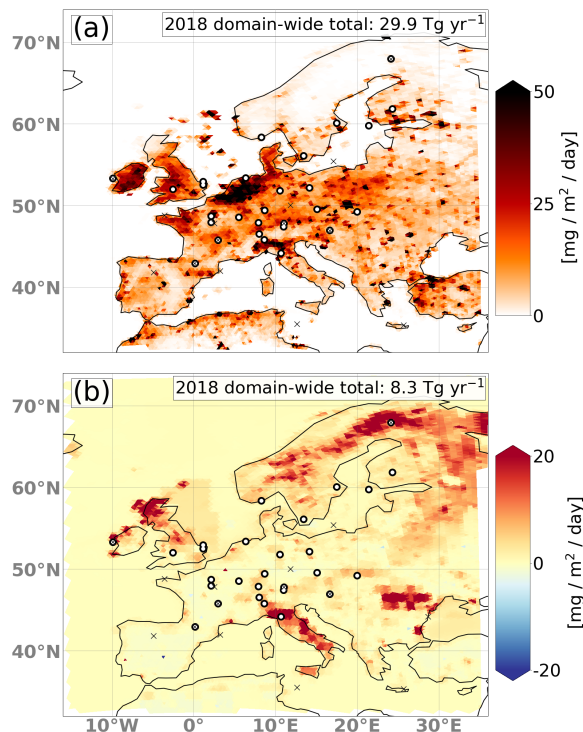 (a)
2018 domain-wide total: 29.9 Tg yr−1
70°N
60°N
50°N
40°N
50
25
0
[mg / m2 / day]
(b)
2018 domain-wide total: 8.3 Tg yr−1
70°N
60°N
50°N
40°N
10°W 0° 10°E 20°E 30°E
20
0
-20
[mg / m2 / day]